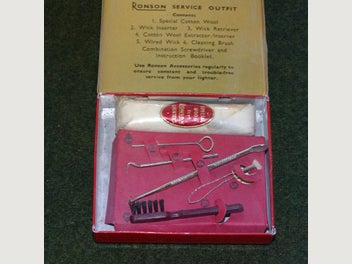 RONSON SERVICE OUTFIT
Contents:
1. Special Cotton Wool
2. Wick Inserter 3. Wick Retriever
4. Cotton Wool Extractor-Inserter
5. Wired Wick 6. Cleaning Brush
Combination Screwdriver and
Instruction Booklet.
Use Ronson Accessories regularly to
ensure constant and trouble-free
service from your lighter.